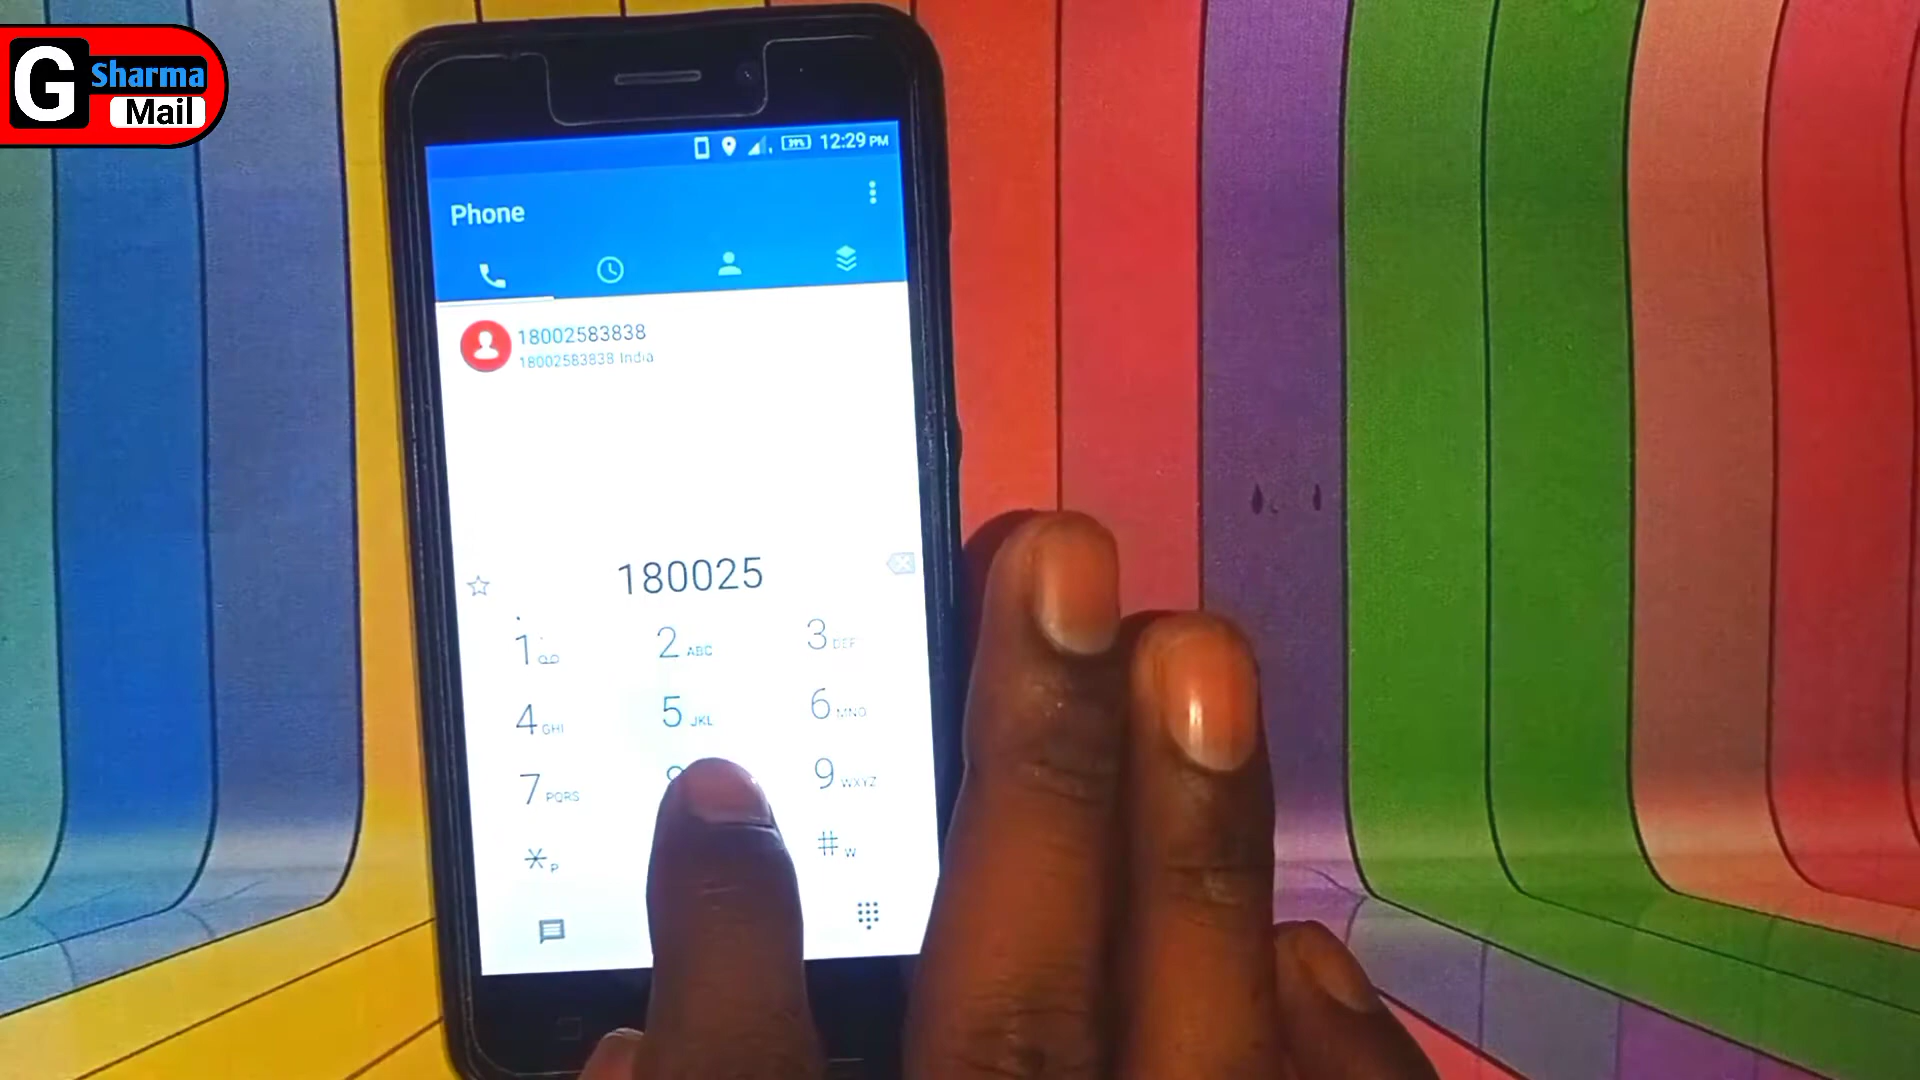 G Sharma
Mail
39%
12:29 PM
Phone
18002583838
18002583838 India
180025
1
2 ABC
3 DEF
4 GHI
5 JKL
6 MNO
7 PQRS
9 WXYZ
* P
# W